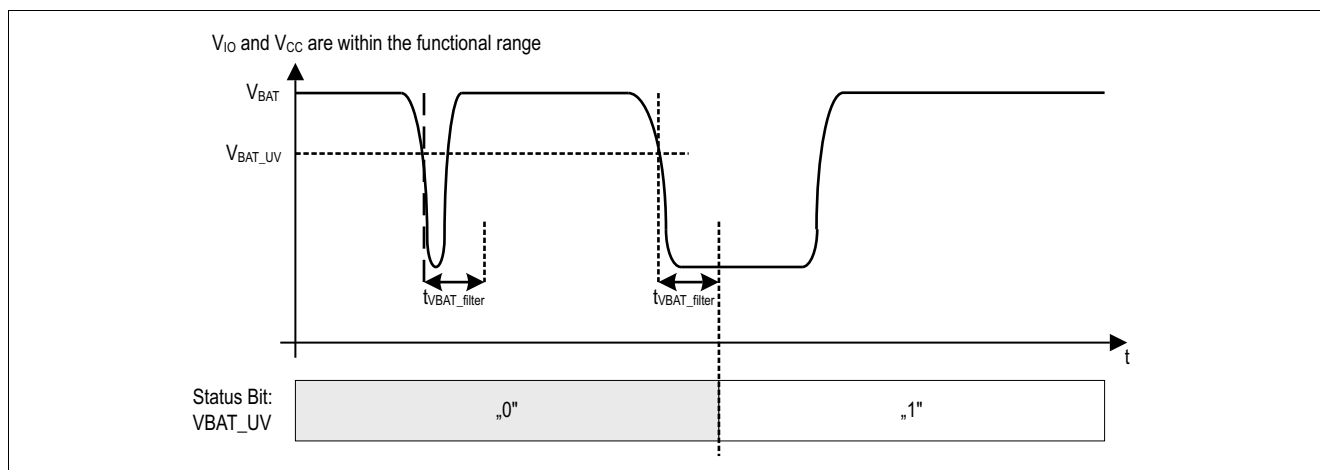 VIO and VCC are within the functional range
VBAT
VBAT_UV
tVBAT_filter
tVBAT_filter
t
Status Bit:
VBAT_UV
„0"
„1"